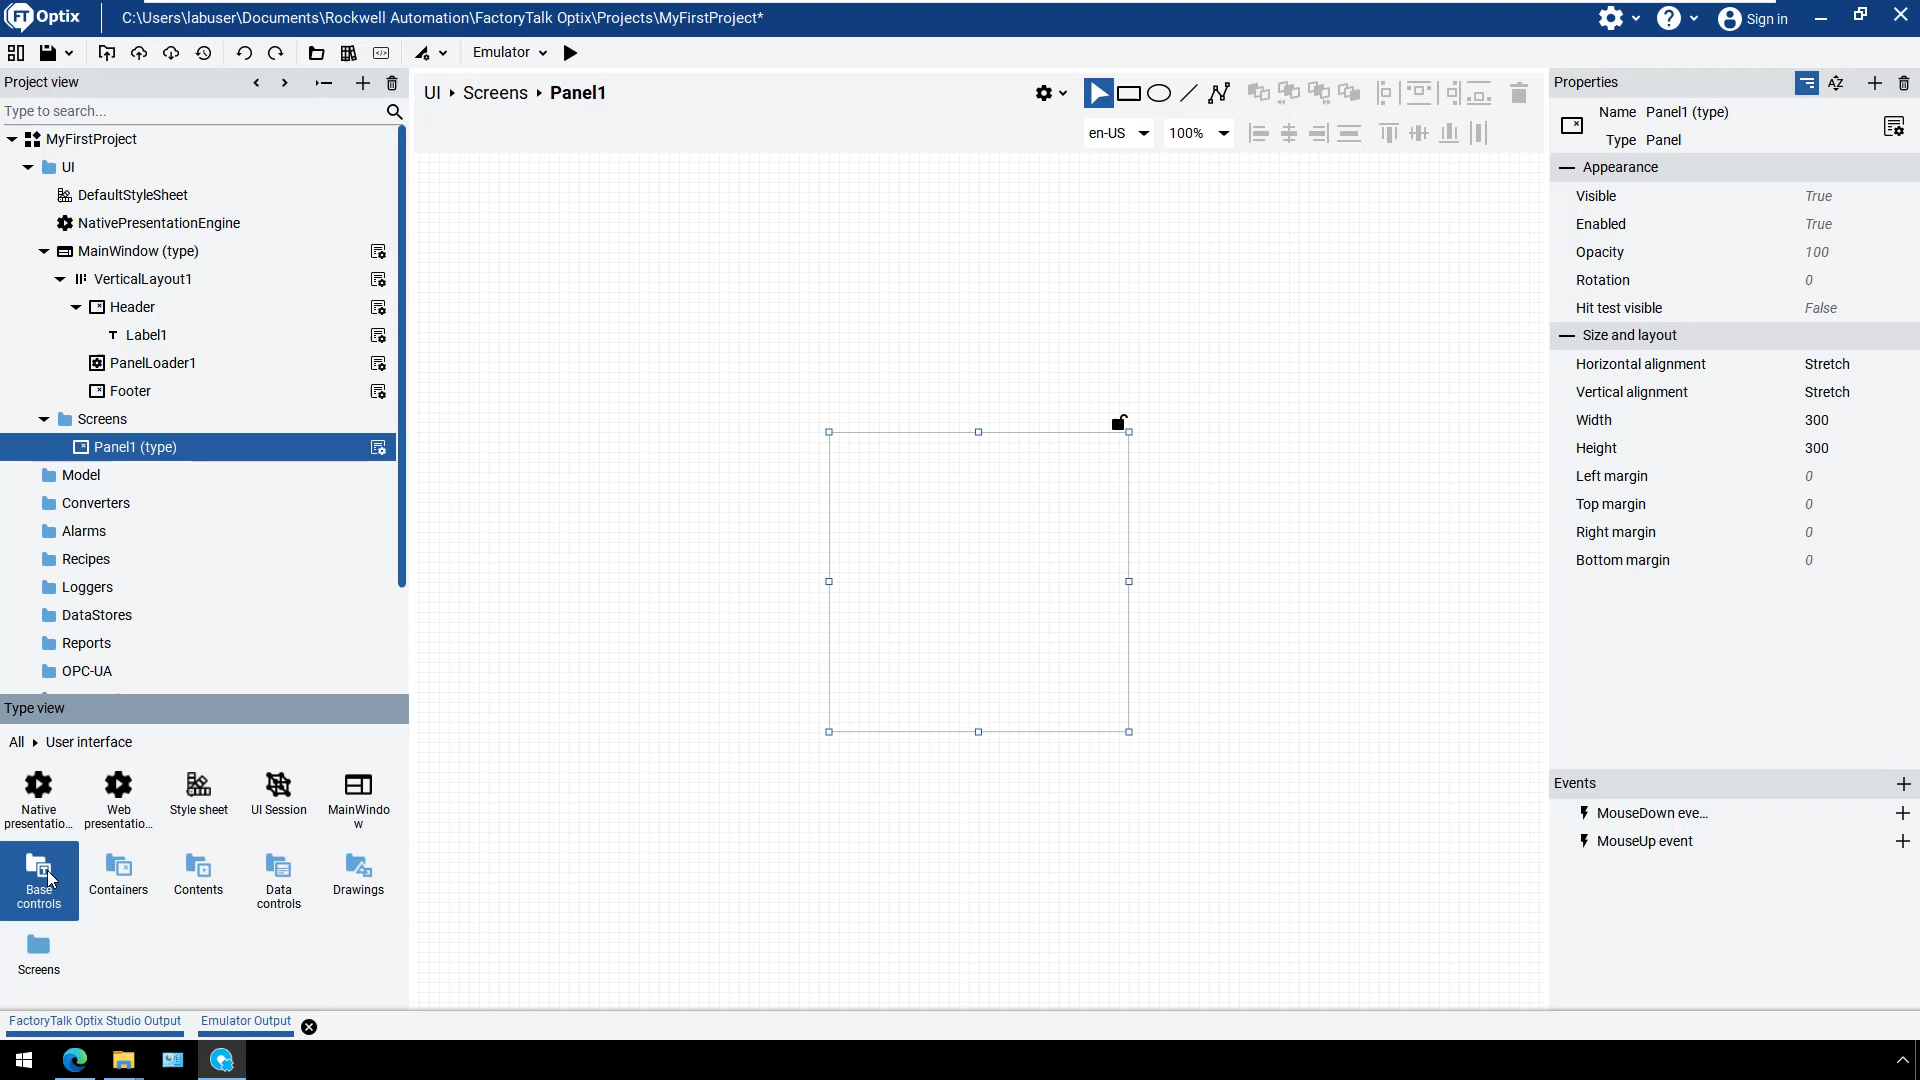 FT Optix
C:\Users\labuser\Documents\Rockwell Automation\FactoryTalk Optix\Projects\MyFirstProject*
Sign in
Emulator
Project view
Type to search...
MyFirstProject
UI
DefaultStyleSheet
NativePresentationEngine
MainWindow (type)
VerticalLayout1
Header
Label1
PanelLoader1
Footer
Screens
Panel1 (type)
Model
Converters
Alarms
Recipes
Loggers
DataStores
Reports
OPC-UA
Type view
All
User interface
Native
presentatio...
Web
presentatio...
Style sheet
UI Session
MainWindo
w
Base
controls
Containers
Contents
Data
controls
Drawings
Screens
UI
Screens
Panel1
en-US
100%
Properties
Name Panel1 (type)
Type Panel
Appearance
Visible True
Enabled True
Opacity 100
Rotation 0
Hit test visible False
Size and layout
Horizontal alignment Stretch
Vertical alignment Stretch
Width 300
Height 300
Left margin 0
Top margin 0
Right margin 0
Bottom margin 0
Events
MouseDown eve...
MouseUp event
FactoryTalk Optix Studio Output
Emulator Output